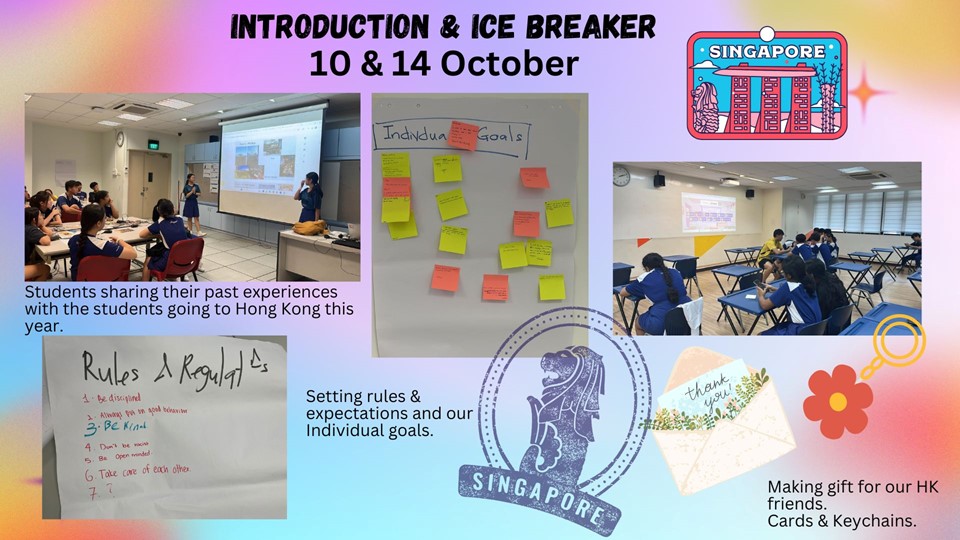 INTRODUCTION & ICE BREAKER
10 & 14 October
SINGAPORE
Individual Goals
Students sharing their past experiences
with the students going to Hong Kong this
year.
Rules & Regulat
1. Be disciplined
2. Always put on good behavior
3. Be Kind
4. Don't be
5. Be Open minded
6. Take care of each other.
7. ?
Setting rules &
expectations and our
Individual goals.
thank
you
SINGAPORE
Making gift for our HK
friends.
Cards & Keychains.